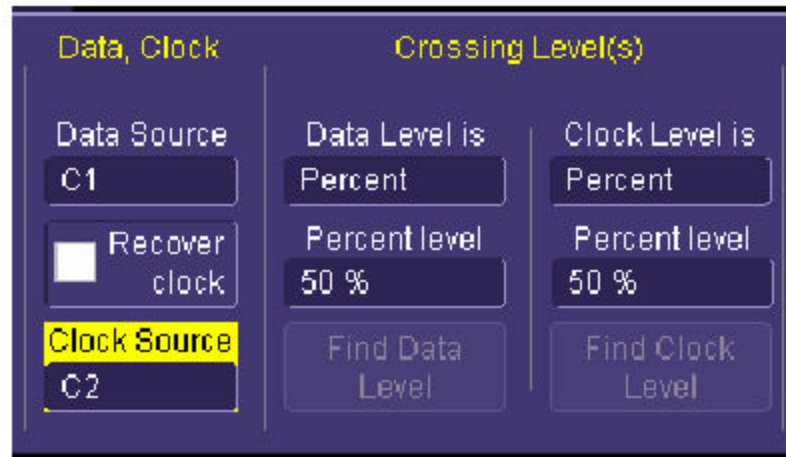 Data, Clock
Data Source
C1
Recover
clock
Clock Source
C2
Crossing Level(s)
Data Level is
Percent
Percent level
50 %
Find Data
Level
Clock Level is
Percent
Percent level
50 %
Find Clock
Level